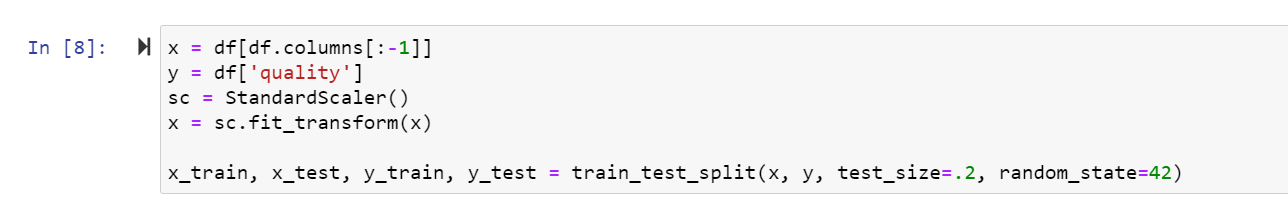 In [8]:
x = df[df.columns[:-1]]
y = df['quality']
sc = StandardScaler()
x = sc.fit_transform(x)
x_train, x_test, y_train, y_test = train_test_split(x, y, test_size=.2, random_state=42)